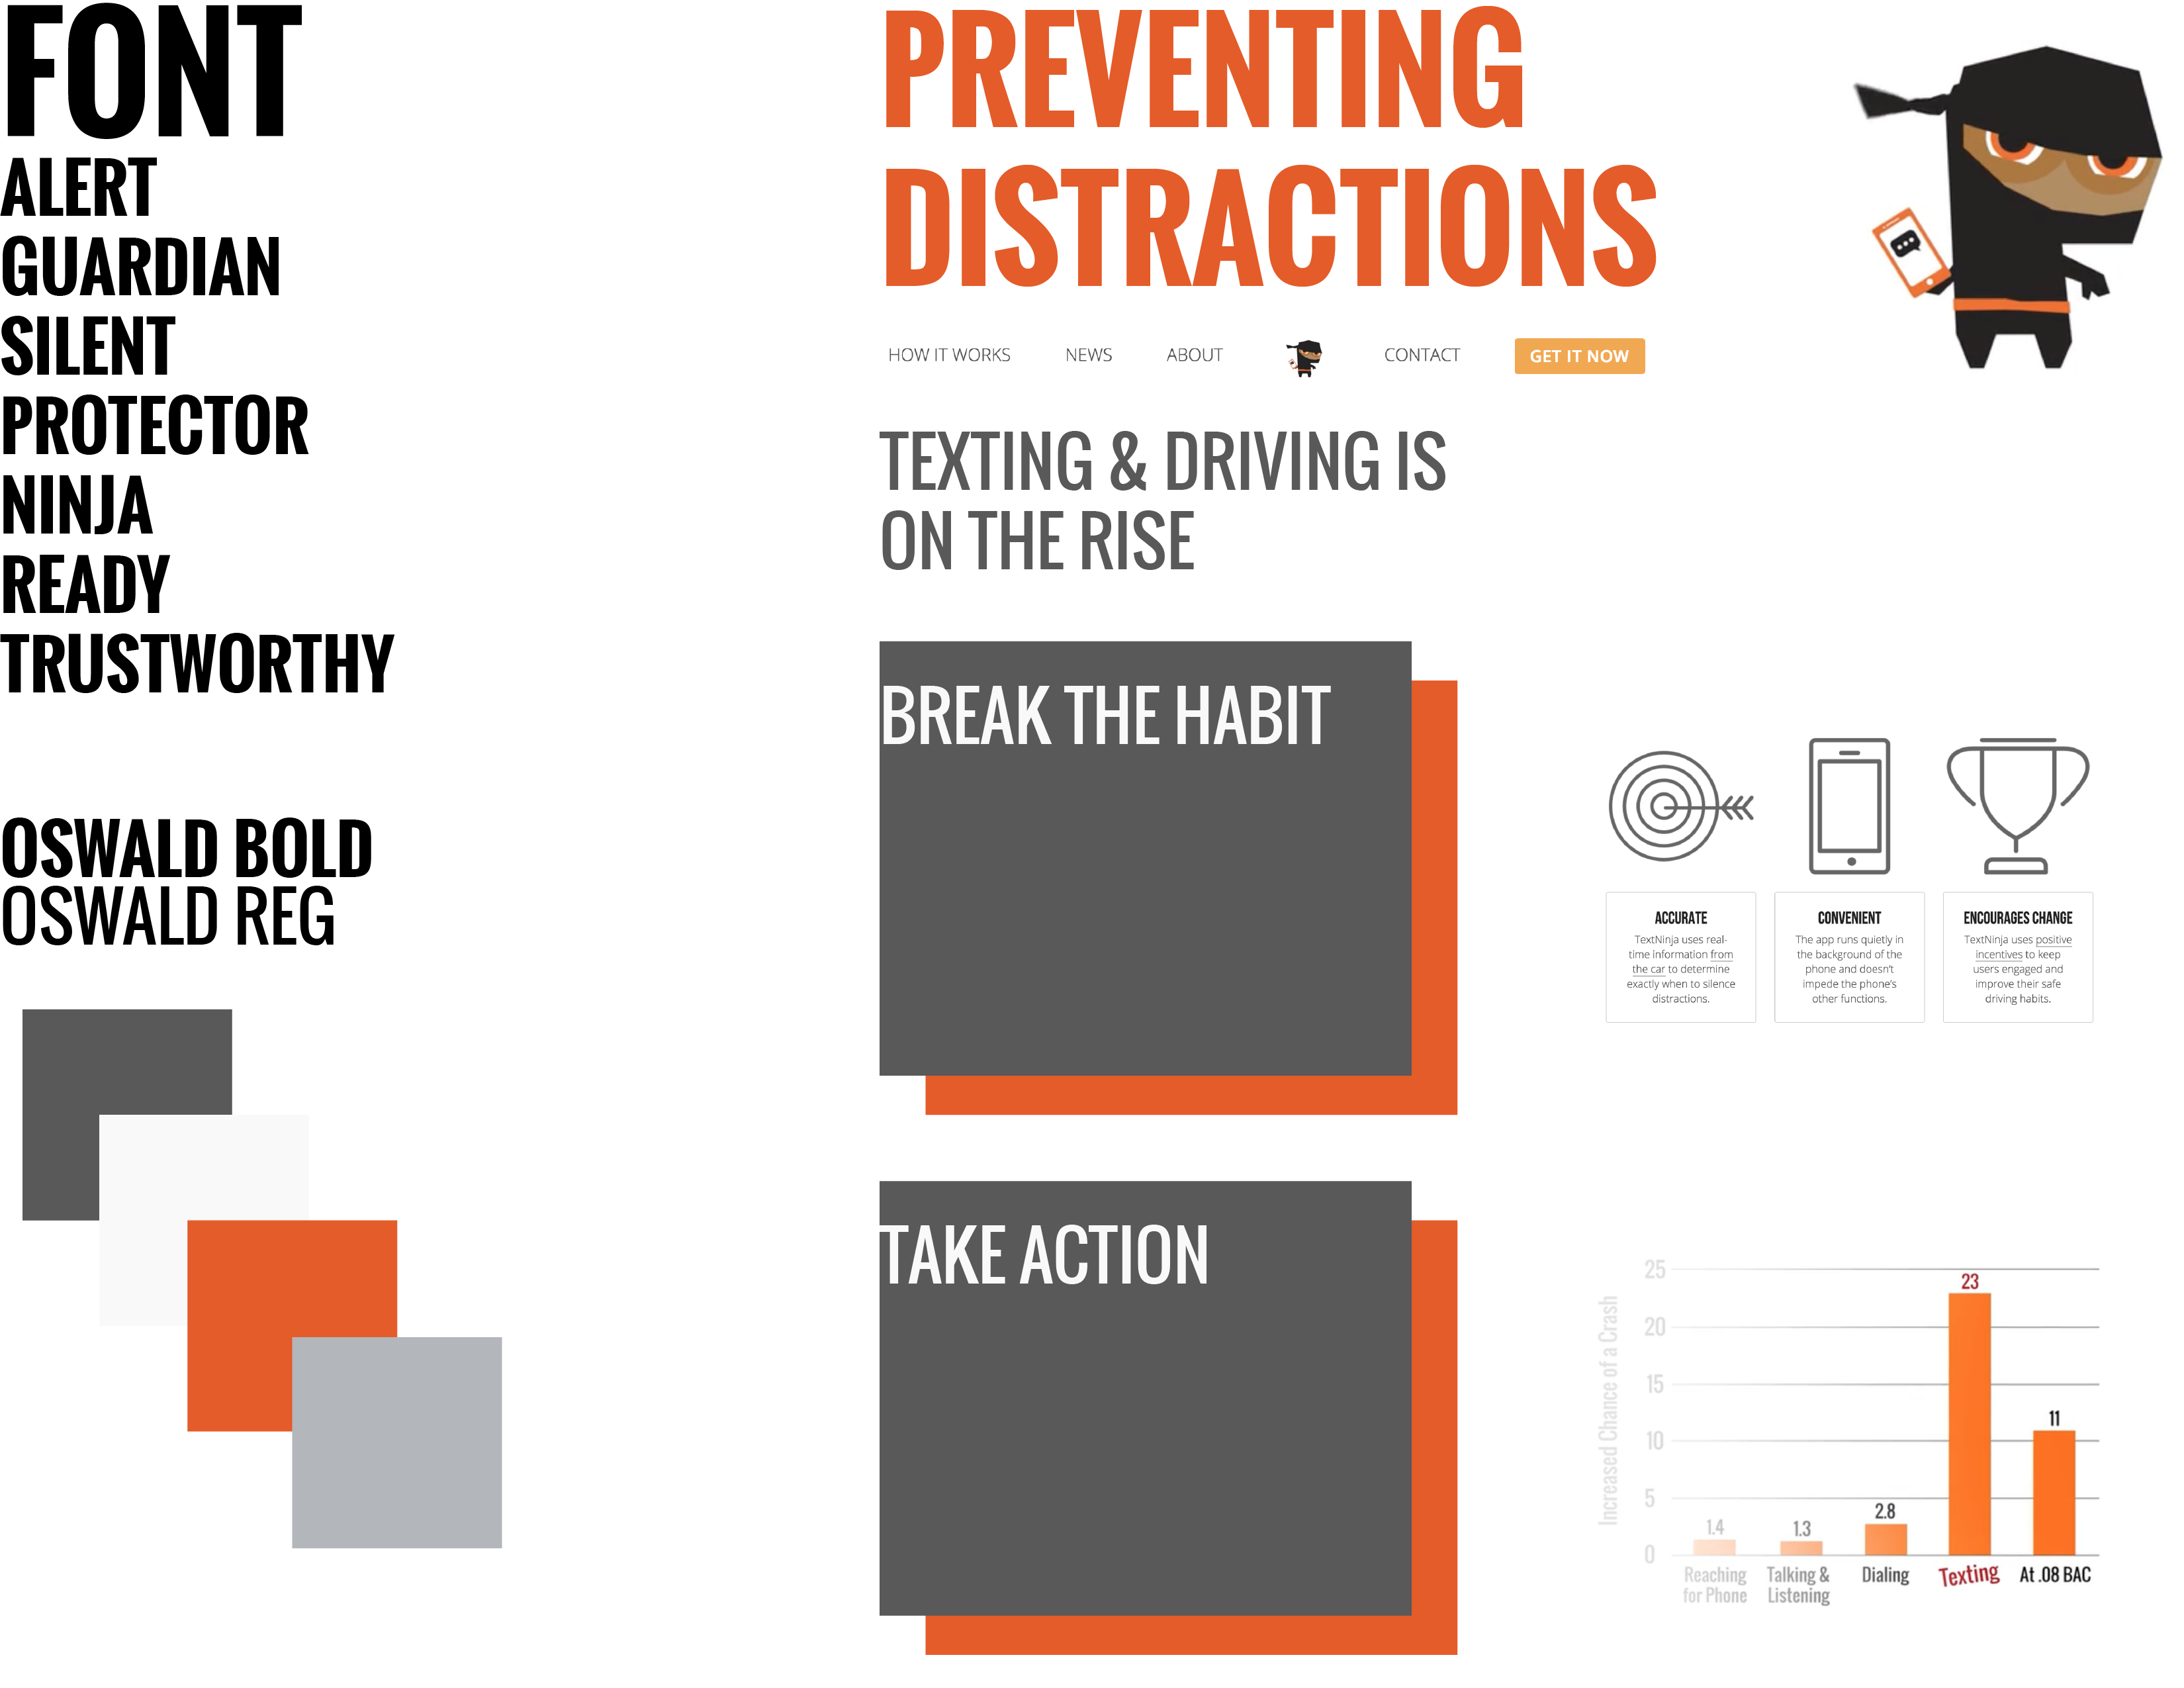 FONT
ALERT
GUARDIAN
SILENT
PROTECTOR
NINJA
READY
TRUSTWORTHY
OSWALD BOLD
OSWALD REG
PREVENTING
DISTRACTIONS
HOW IT WORKS NEWS ABOUT CONTACT GET IT NOW
TEXTING & DRIVING IS
ON THE RISE
BREAK THE HABIT
ACCURATE
TextNinja uses real-
time information from
the car to determine
exactly when to silence
distractions.
CONVENIENT
The app runs quietly in
the background of the
phone and doesn't
impede the phone's
other functions.
ENCOURAGES CHANGE
TextNinja uses positive
incentives to keep
users engaged and
improve their safe
driving habits.
TAKE ACTION
Increased Chance of a Crash
25
20
15
10
5
0
1.4
1.3
2.8
23
11
Reaching
for Phone
Talking &
Listening
Dialing
Texting
At .08 BAC